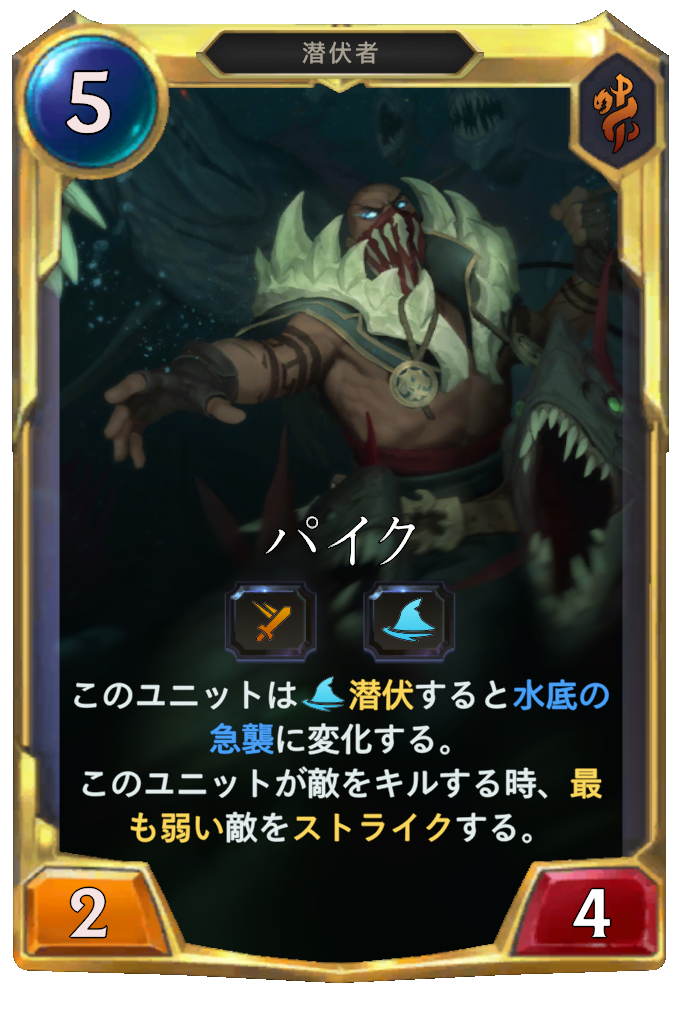 潜伏者
5
パイク
このユニットは潜伏すると水底の
急襲に変化する。
このユニットが敵をキルする時、最
も弱い敵をストライクする。
2
4